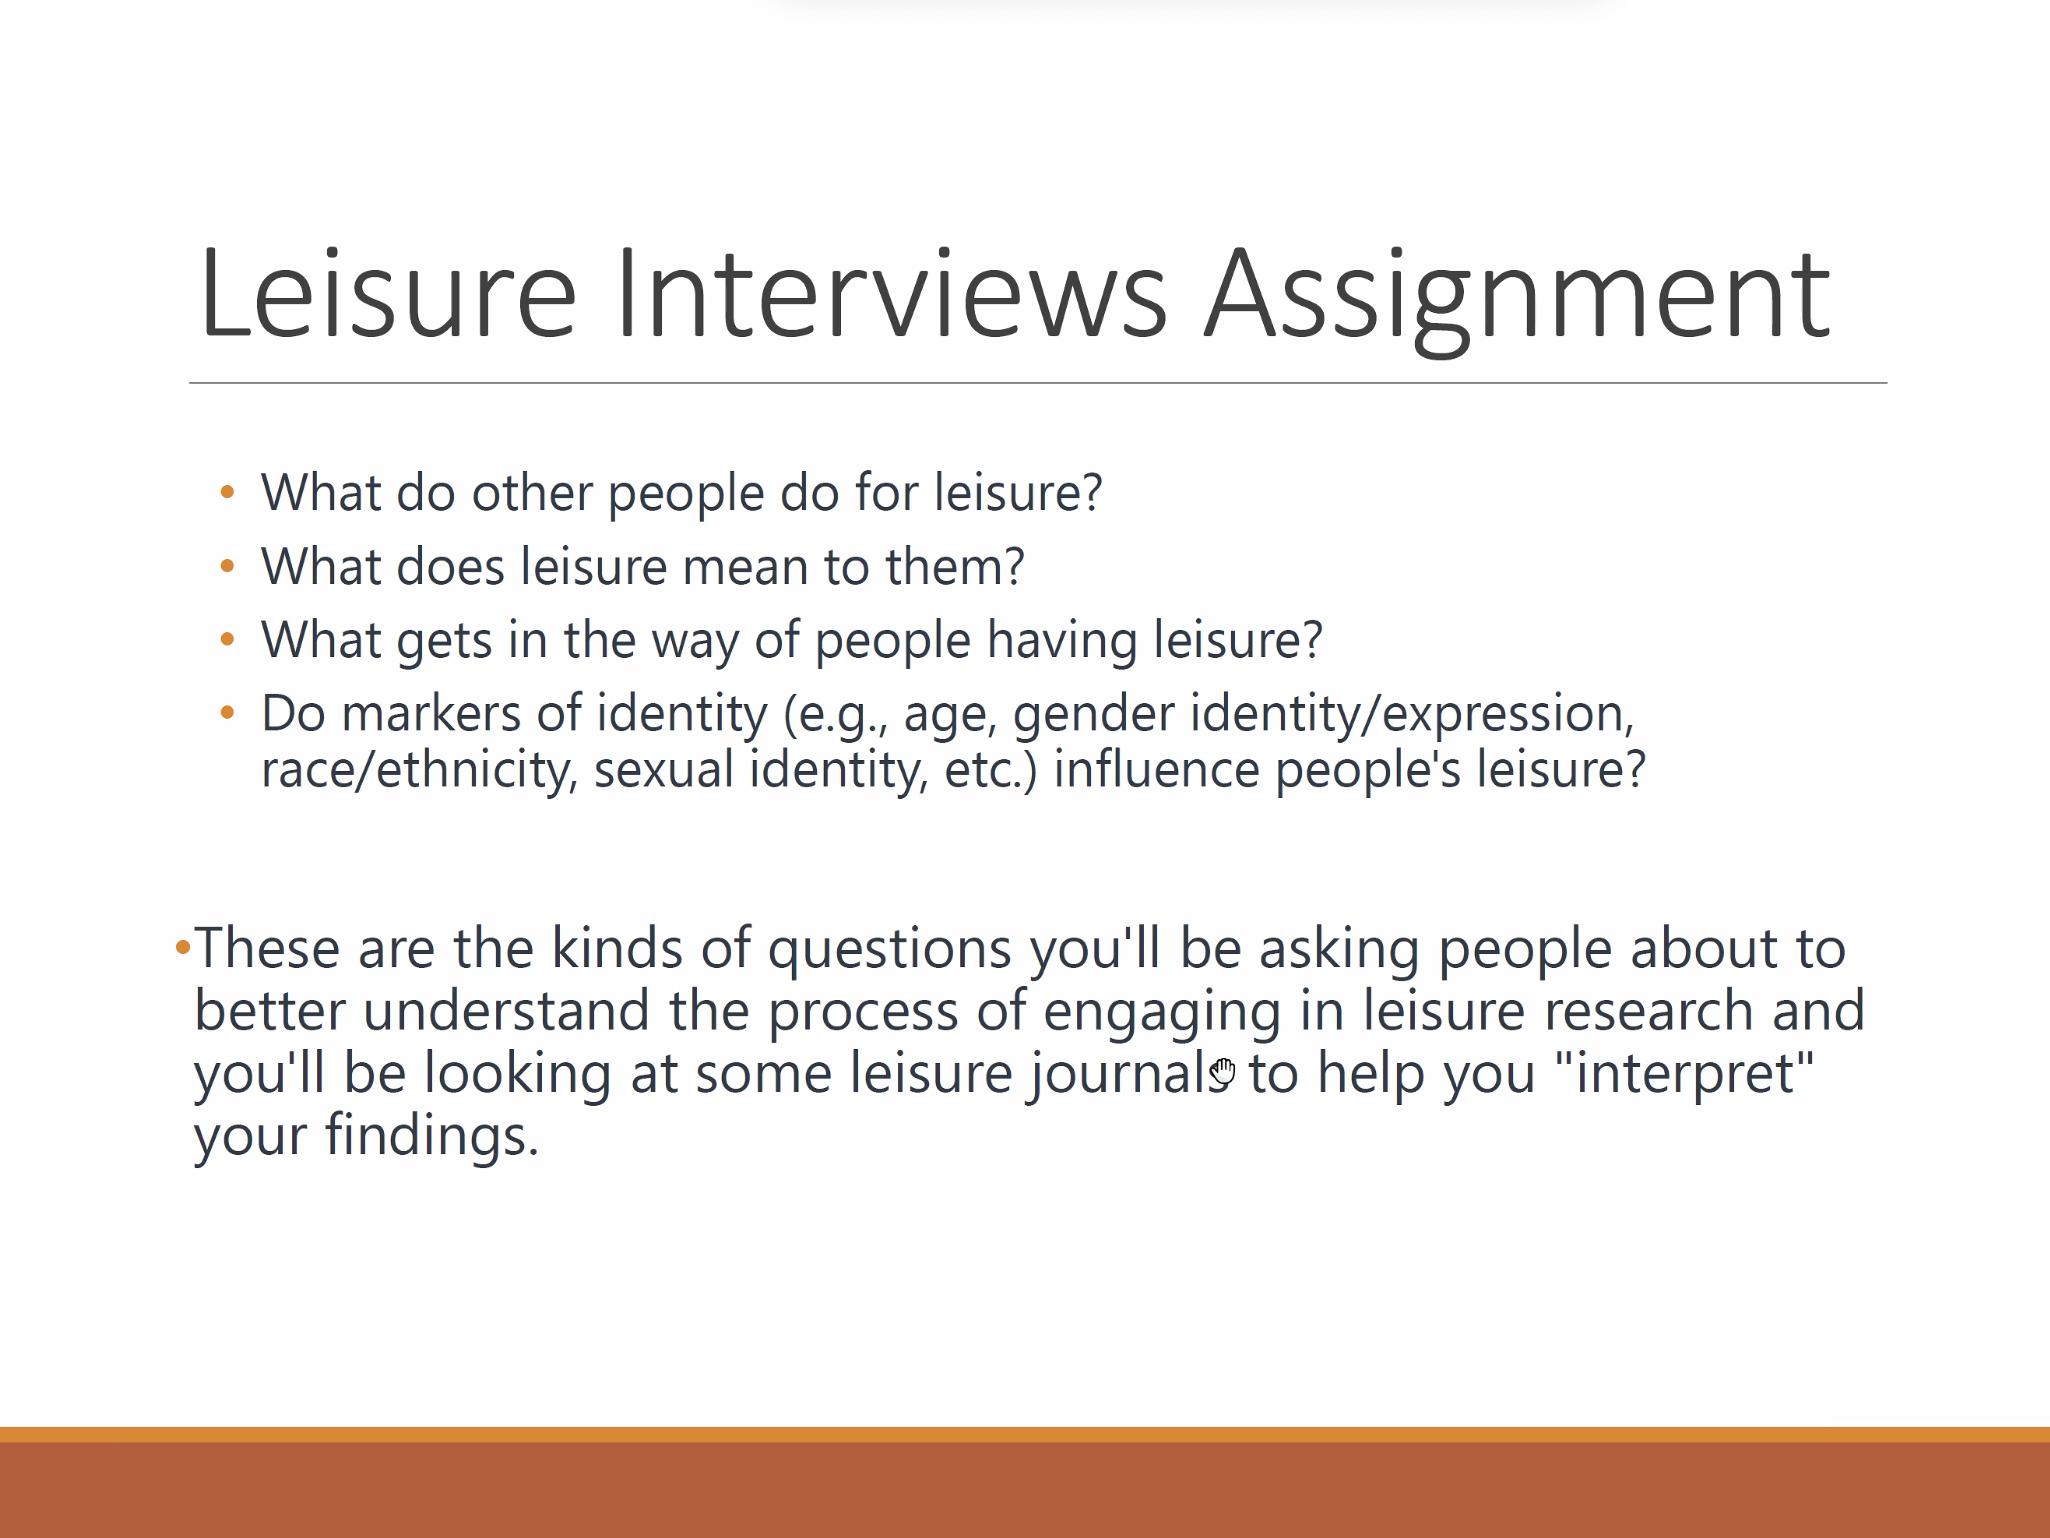 Leisure Interviews Assignment
• What do other people do for leisure?
• What does leisure mean to them?
• What gets in the way of people having leisure?
• Do markers of identity (e.g., age, gender identity/expression,
race/ethnicity, sexual identity, etc.) influence people's leisure?
•These are the kinds of questions you'll be asking people about to
better understand the process of engaging in leisure research and
you'll be looking at some leisure journals to help you "interpret"
your findings.